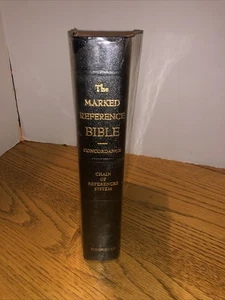 The
MARKED
REFERENCE
BIBLE
CONCORDANCE
CHAIN
OF
REFERENCES
SYSTEM